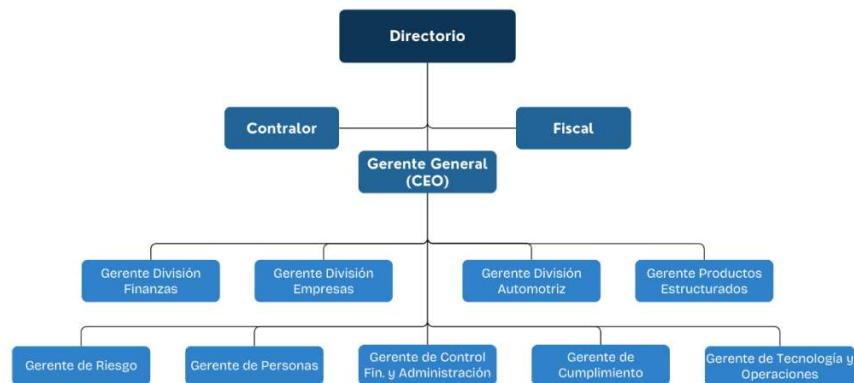 Directorio
Contralor
Fiscal
Gerente General
(CEO)
Gerente División
Finanzas
Gerente División
Empresas
Gerente División
Automotriz
Gerente Productos
Estructurados
Gerente de Riesgo
Gerente de Personas
Gerente de Control
Fin. y Administración
Gerente de
Cumplimiento
Gerente de Tecnología y
Operaciones